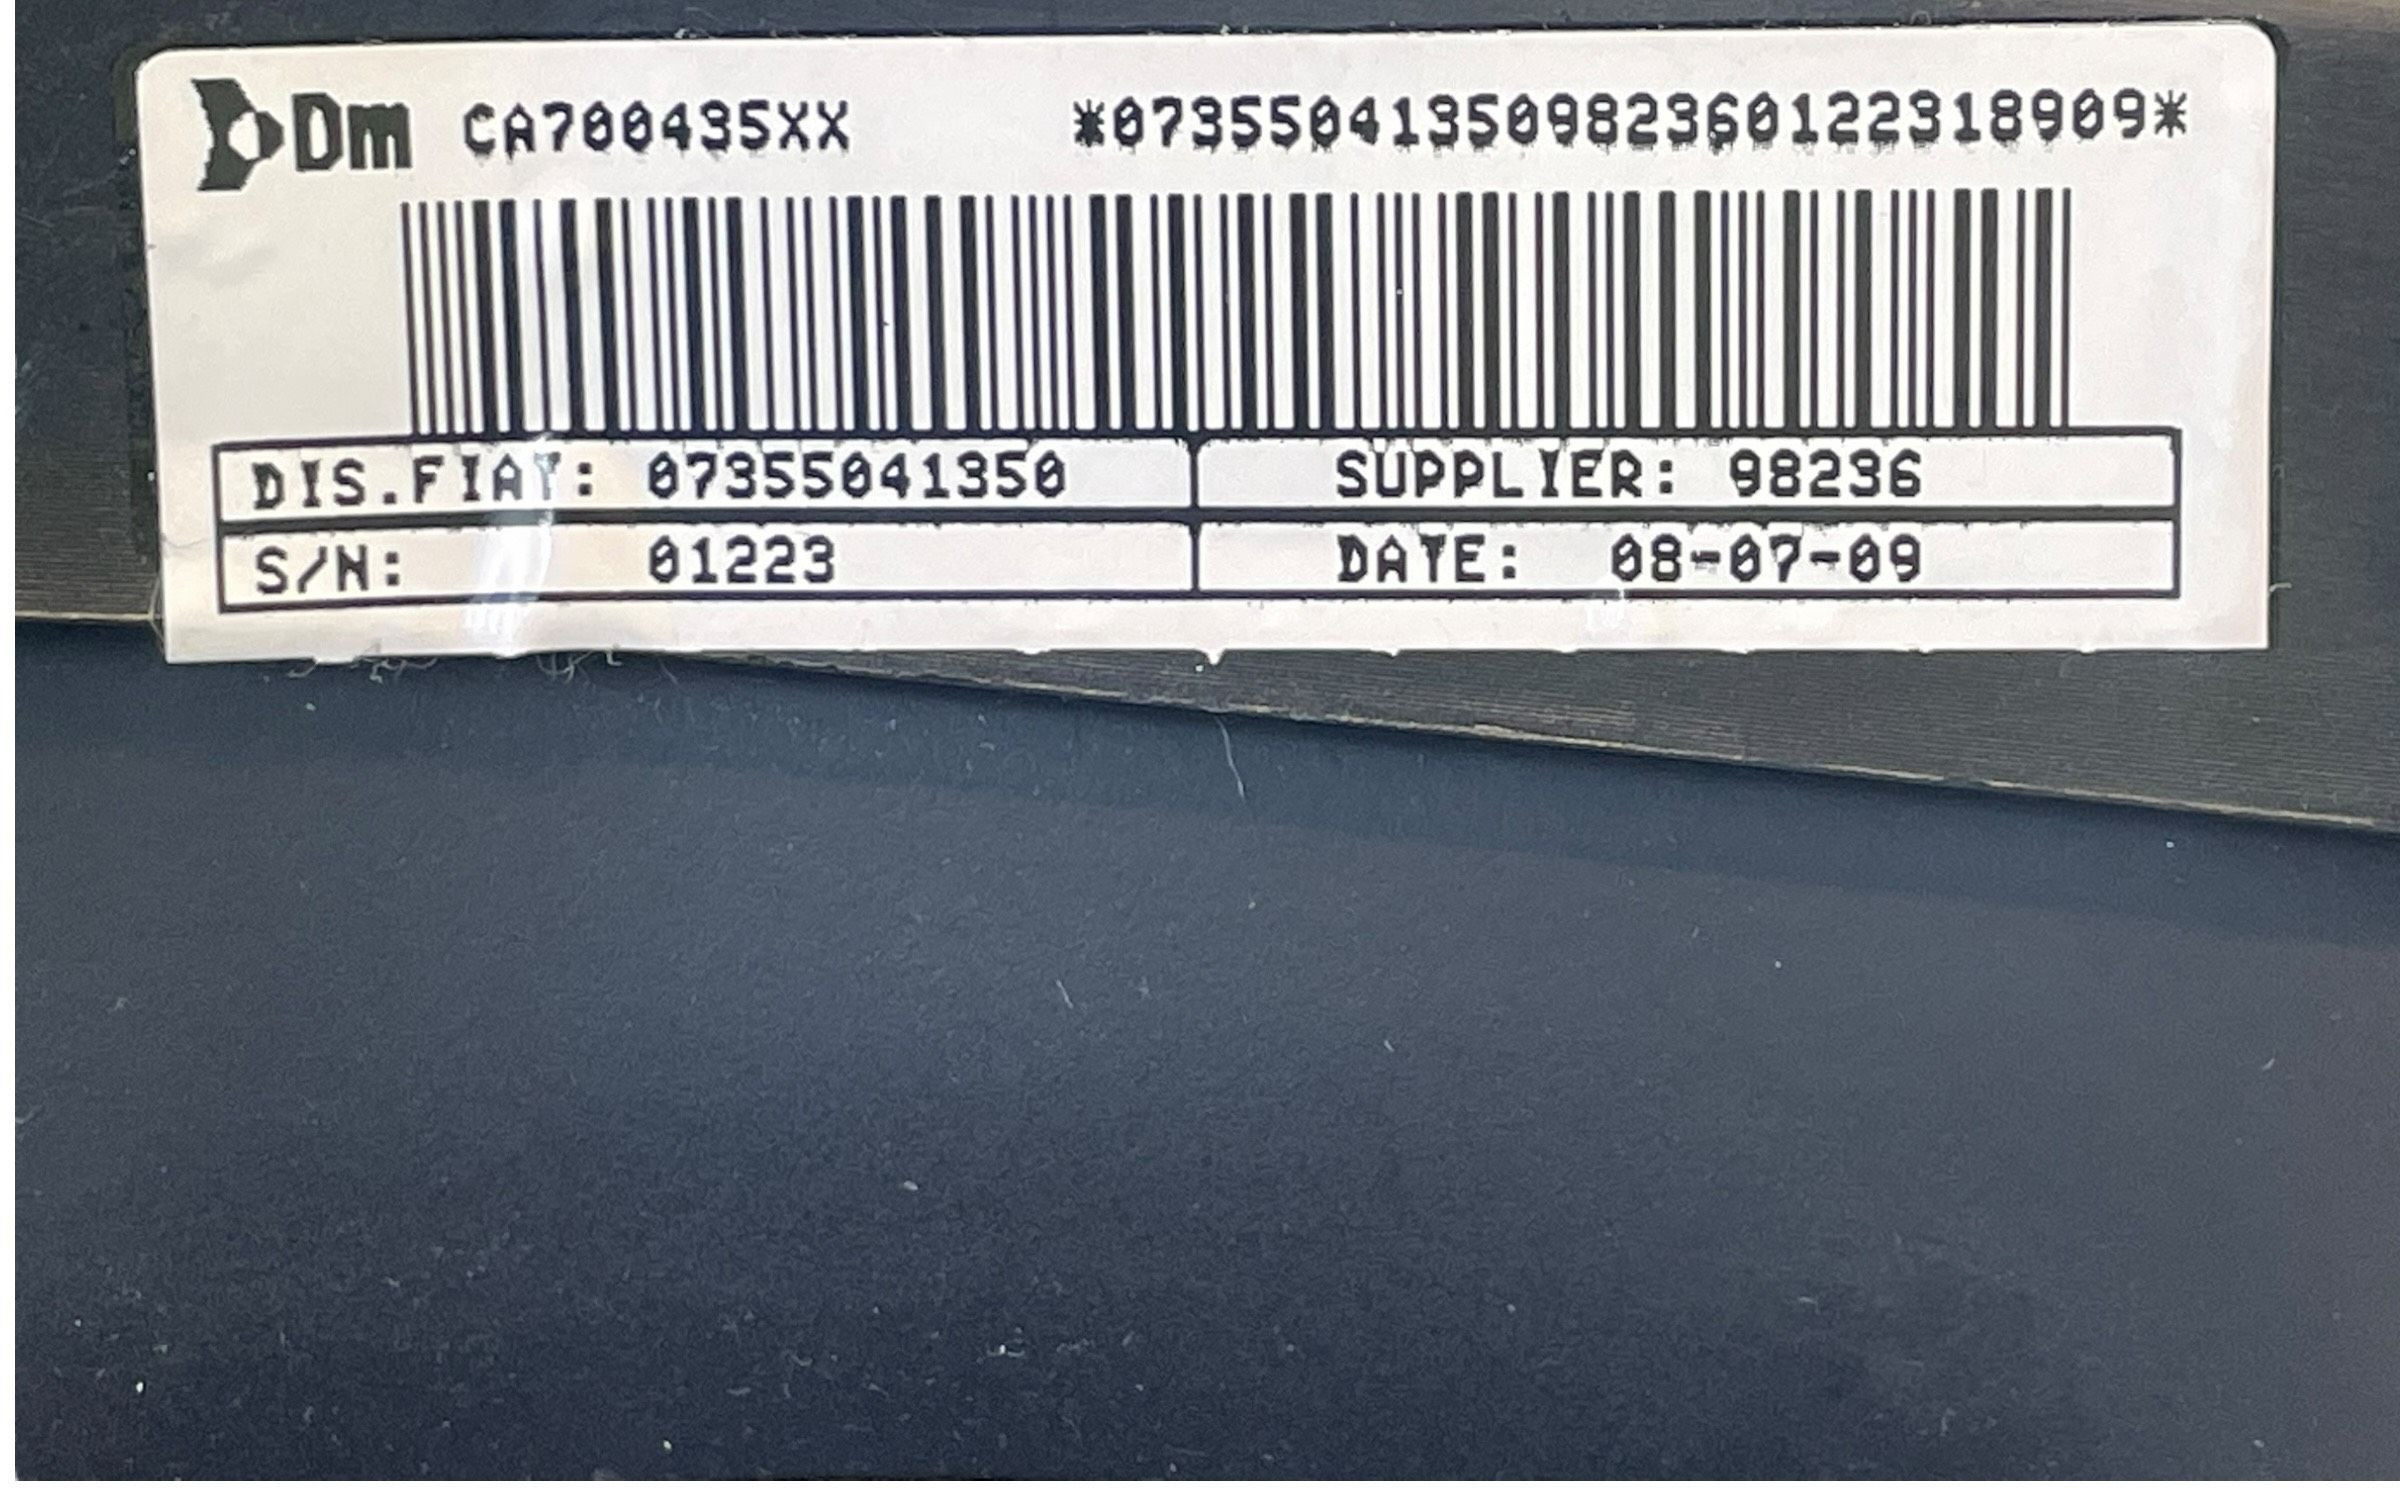 Dm CA700435XX *07355041350982360122318909*
DIS.FIAT: 07355041350 SUPPLIER: 98236
S/N: 01223 DATE: 08-07-09